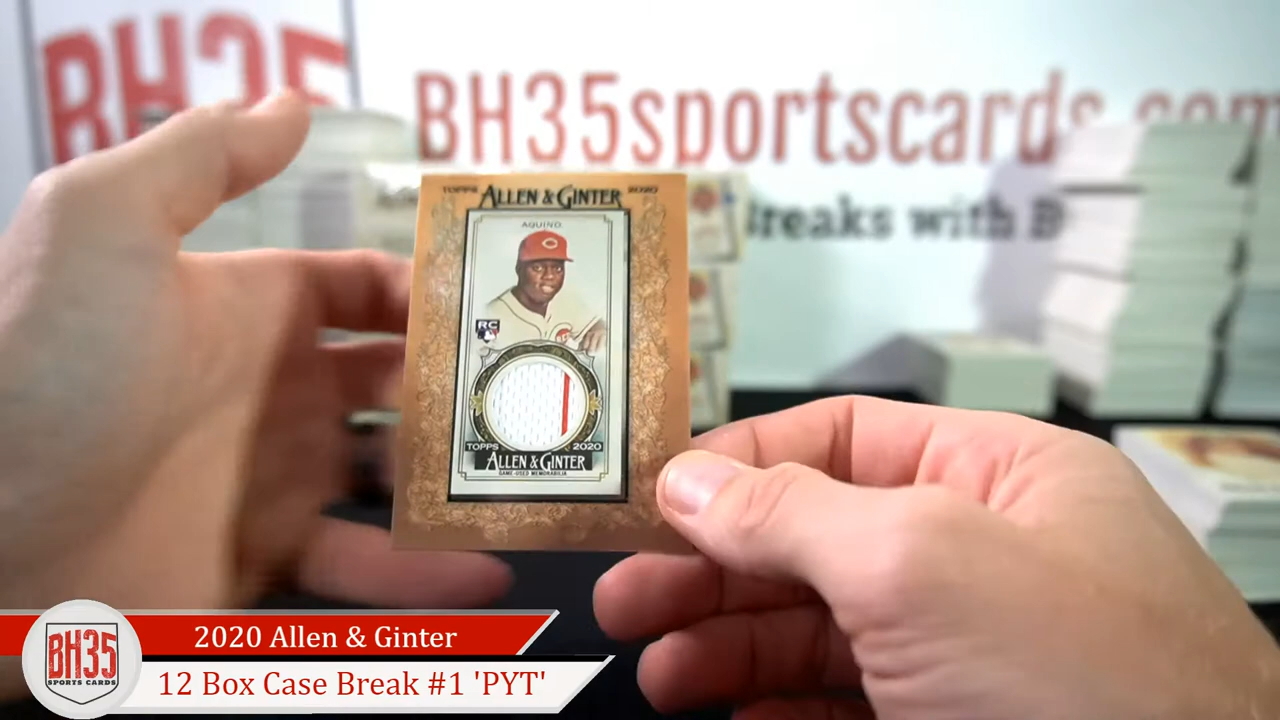 BH35
BH35sportscards.com
Breaks with B
TOPPS ALLEN & GINTER 2020
AQUINO
RC
TOPPS 2020
ALLEN & GINTER
GAME-USED MEMORABILIA
BH35
SPORTS CARDS
2020 Allen & Ginter
12 Box Case Break #1 'PYT'